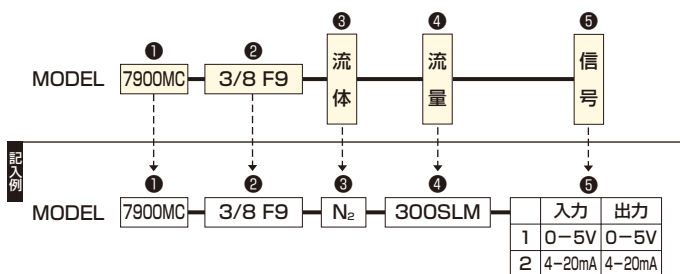 ❶ ❷ ❸ ❹ ❺
MODEL 7900MC 3/8 F9 流体 流量 信号
記入例
❶ ❷ ❸ ❹ ❺
MODEL 7900MC 3/8 F9 N₂ 300SLM
入力 出力
1 0−5V 0−5V
2 4−20mA 4−20mA